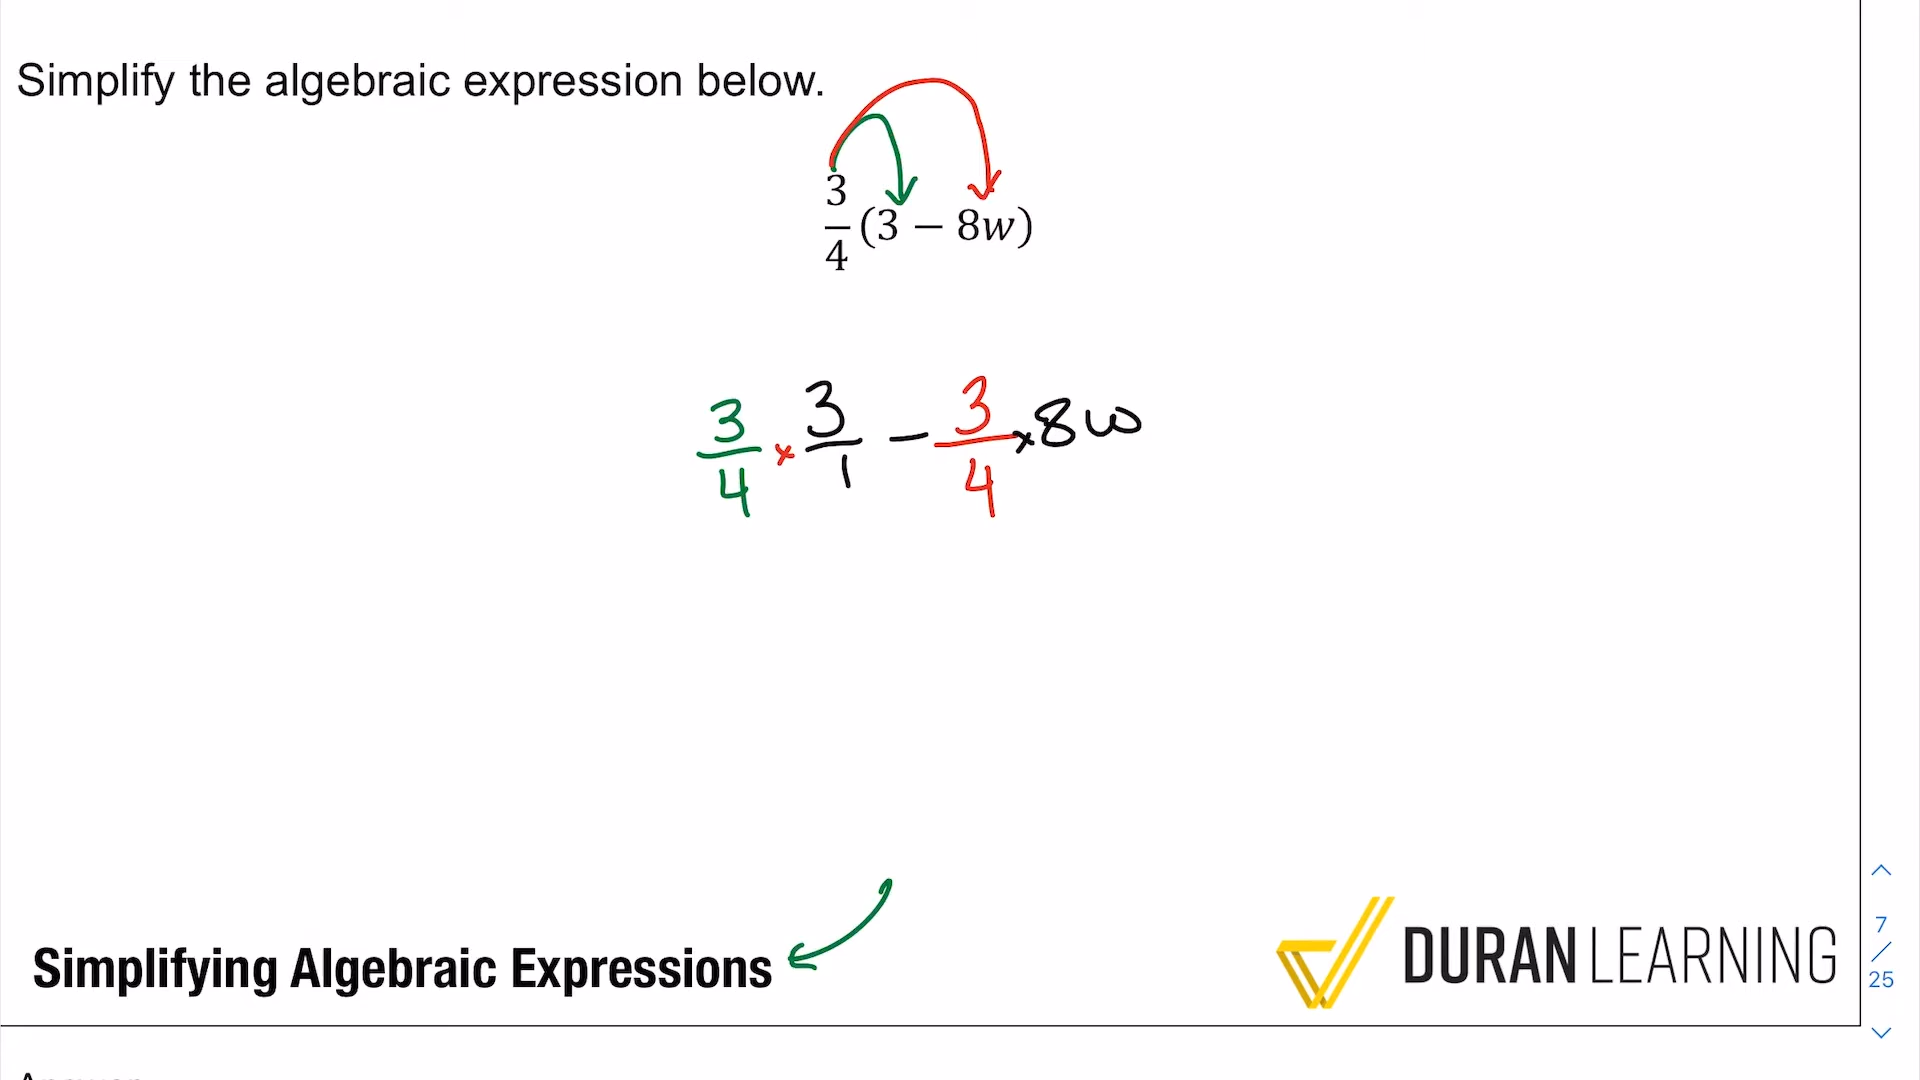 Simplify the algebraic expression below.
3/4 (3 − 8w)
3/4 × 3/1 − 3/4 × 8w
Simplifying Algebraic Expressions
DURAN LEARNING
7
/
25